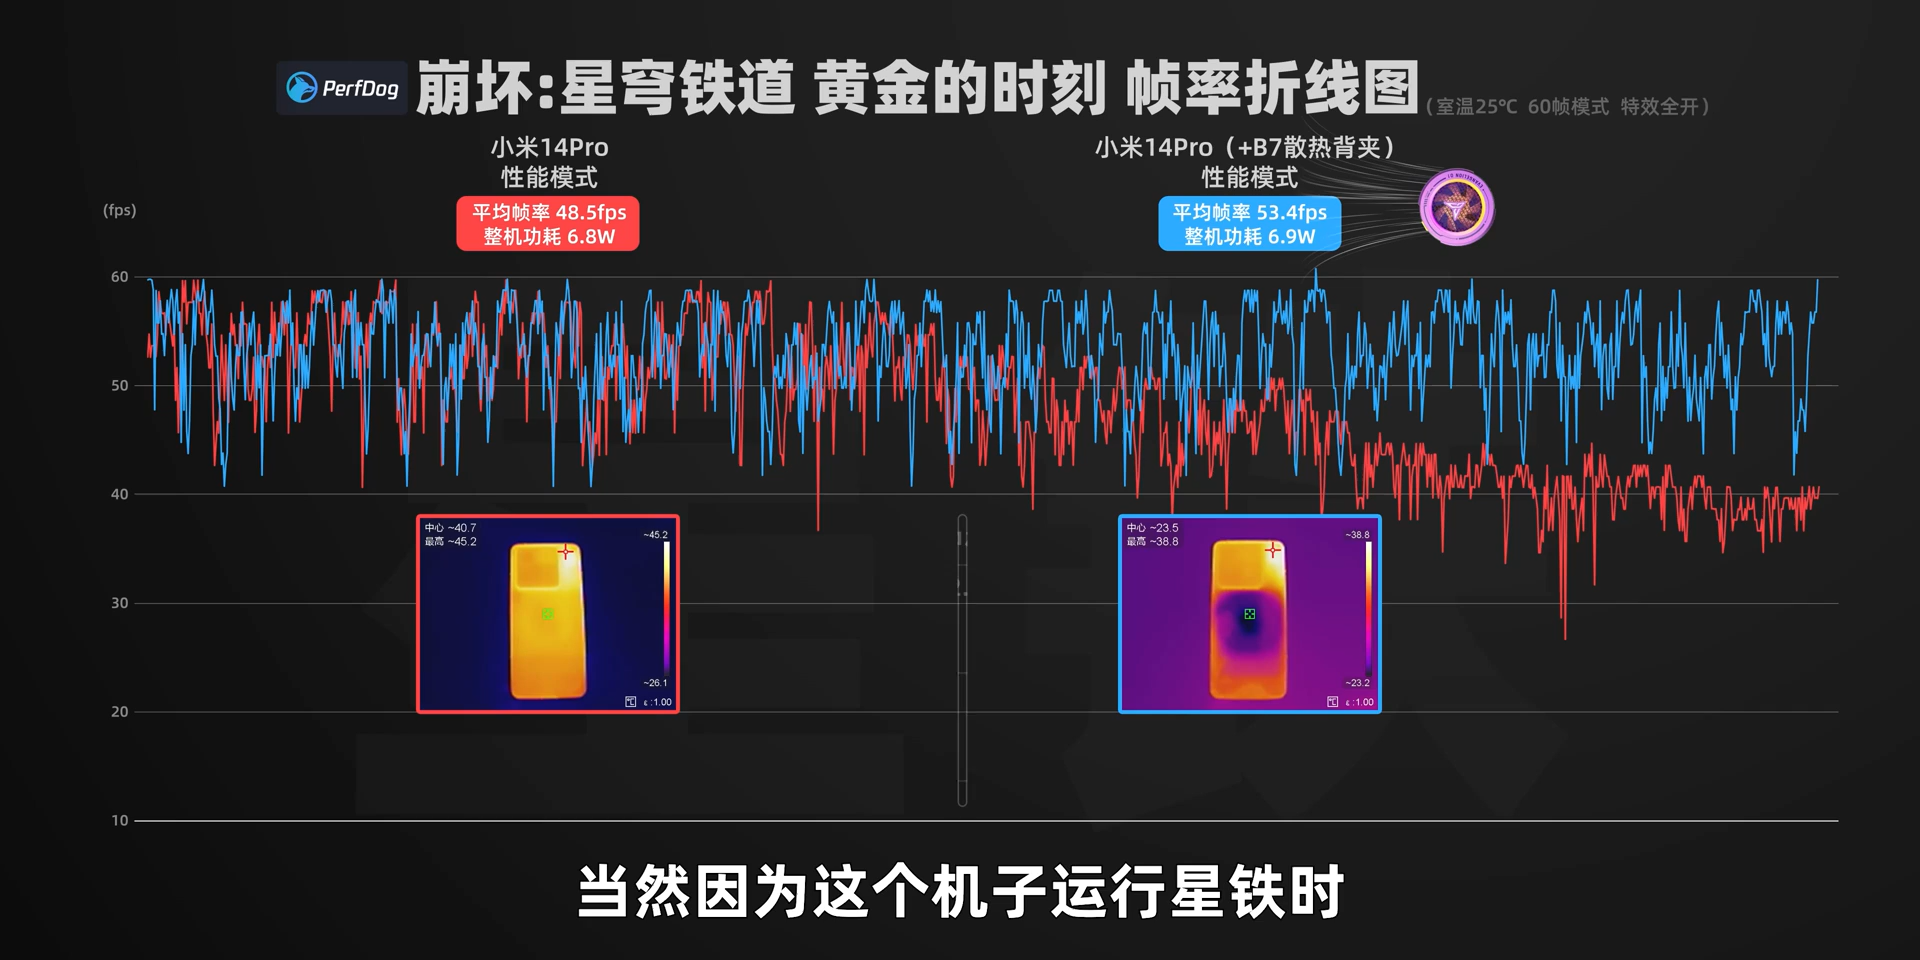 PerfDog
崩坏:星穹铁道 黄金的时刻 帧率折线图
(室温25℃ 60帧模式 特效全开)
小米14Pro
性能模式
平均帧率 48.5fps
整机功耗 6.8W
小米14Pro(+B7散热背夹)
性能模式
平均帧率 53.4fps
整机功耗 6.9W
(fps)
60
50
40
30
20
10
中心 ~40.7
最高 ~45.2
~45.2
~26.1
℃ ε:1.00
中心 ~23.5
最高 ~38.8
~38.8
~23.2
℃ ε:1.00
当然因为这个机子运行星铁时